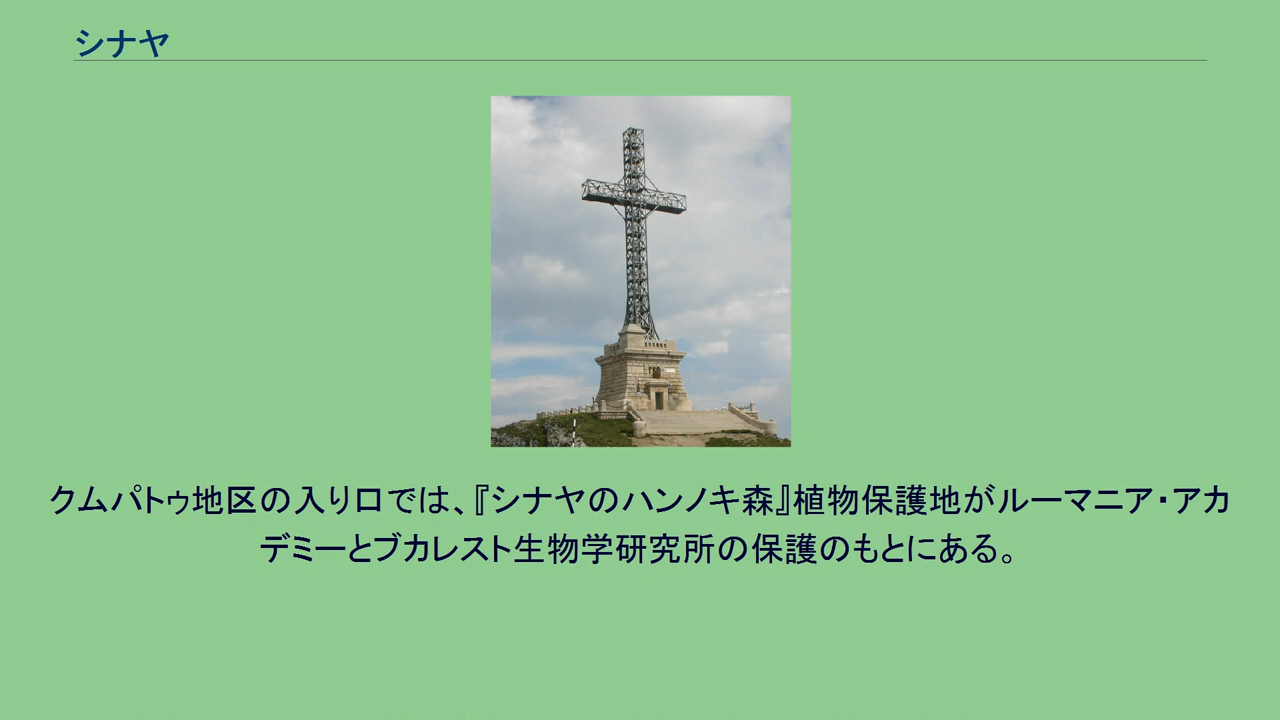 シナヤ
クムパトゥ地区の入り口では、『シナヤのハンノキ森』植物保護地がルーマニア・アカ
デミーとブカレスト生物学研究所の保護のもとにある。